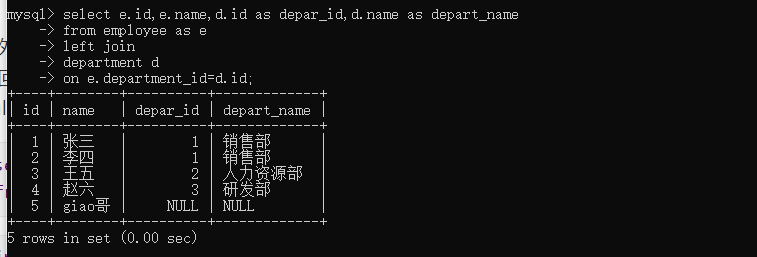 mysql> select e.id,e.name,d.id as depar_id,d.name as depart_name
    -> from employee as e
    -> left join
    -> department d
    -> on e.department_id=d.id;
+----+--------+----------+-------------+
| id | name   | depar_id | depart_name |
+----+--------+----------+-------------+
|  1 | 张三   |        1 | 销售部      |
|  2 | 李四   |        1 | 销售部      |
|  3 | 王五   |        2 | 人力资源部  |
|  4 | 赵六   |        3 | 研发部      |
|  5 | giao哥 |     NULL | NULL        |
+----+--------+----------+-------------+
5 rows in set (0.00 sec)